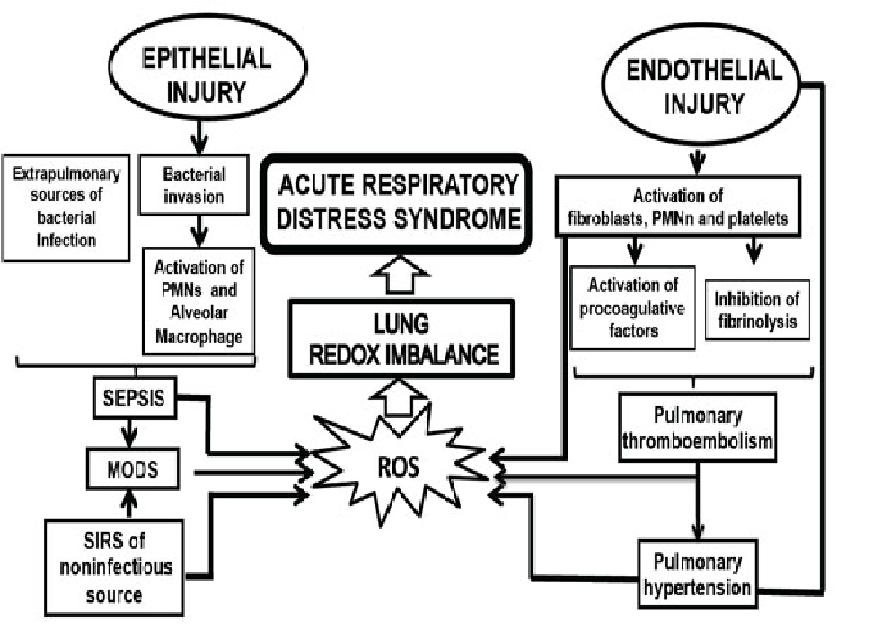 EPITHELIAL
INJURY
Extrapulmonary
sources of
bacterial
Infection
Bacterial
invasion
Activation of
PMNs and
Alveolar
Macrophage
SEPSIS
MODS
SIRS of
noninfectious
source
ACUTE RESPIRATORY
DISTRESS SYNDROME
LUNG
REDOX IMBALANCE
ROS
ENDOTHELIAL
INJURY
Activation of
fibroblasts, PMNn and platelets
Activation of
procoagulative
factors
Inhibition of
fibrinolysis
Pulmonary
thromboembolism
Pulmonary
hypertension